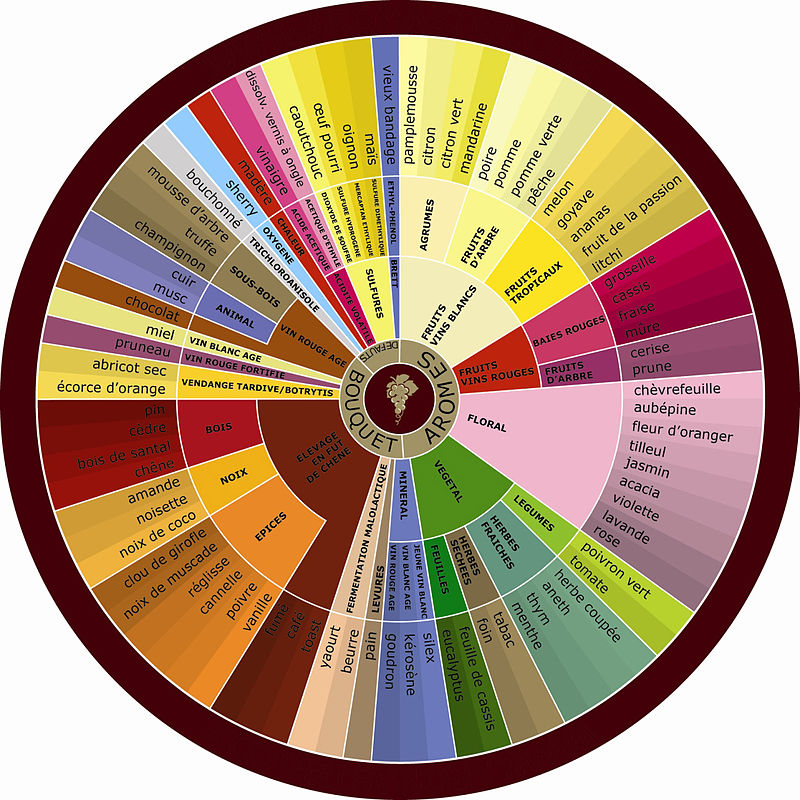 DEFAUTS
AROMES
BOUQUET
FRUITS
VINS BLANCS
AGRUMES
pamplemousse
citron
citron vert
mandarine
FRUITS
D'ARBRE
poire
pomme
pomme verte
pêche
FRUITS
TROPICAUX
melon
goyave
ananas
fruit de la passion
litchi
FRUITS
VINS ROUGES
BAIES ROUGES
groseille
cassis
fraise
mûre
FRUITS
D'ARBRE
cerise
prune
FLORAL
chèvrefeuille
aubépine
fleur d'oranger
tilleul
jasmin
acacia
violette
lavande
rose
VEGETAL
LEGUMES
poivron vert
tomate
HERBES
FRAICHES
herbe coupée
aneth
thym
menthe
HERBES
SECHEES
tabac
foin
FEUILLES
feuille de cassis
eucalyptus
MINERAL
JEUNE VIN BLANC
silex
VIN BLANC AGE
kérosène
VIN ROUGE AGE
goudron
LEVURES
pain
FERMENTATION MALOLACTIQUE
beurre
yaourt
ELEVAGE
EN FUT
DE CHENE
toast
café
fumé
EPICES
vanille
poivre
cannelle
réglisse
noix de muscade
clou de girofle
NOIX
noix de coco
noisette
amande
BOIS
chêne
bois de santal
cèdre
pin
VENDANGE TARDIVE/BOTRYTIS
écorce d'orange
abricot sec
VIN ROUGE FORTIFIE
pruneau
VIN BLANC AGE
miel
VIN ROUGE AGE
chocolat
ANIMAL
musc
cuir
SOUS-BOIS
champignon
truffe
mousse d'arbre
TRICHLOROANISOLE
bouchonné
OXYGENE
sherry
CHALEUR
madère
ACIDITE VOLATILE
ACIDE ACETIQUE
vinaigre
ACETIQUE D'ETHYLE
dissolv. vernis à ongle
SULFURES
DIOXYDE DE SOUFRE
caoutchouc
SULFURE HYDROGENE
œuf pourri
MERCAPTAN ETHYLIQUE
oignon
SULFURE DIMETHYLIQUE
maïs
BRETT
ETHYL-PHENOL
vieux bandage